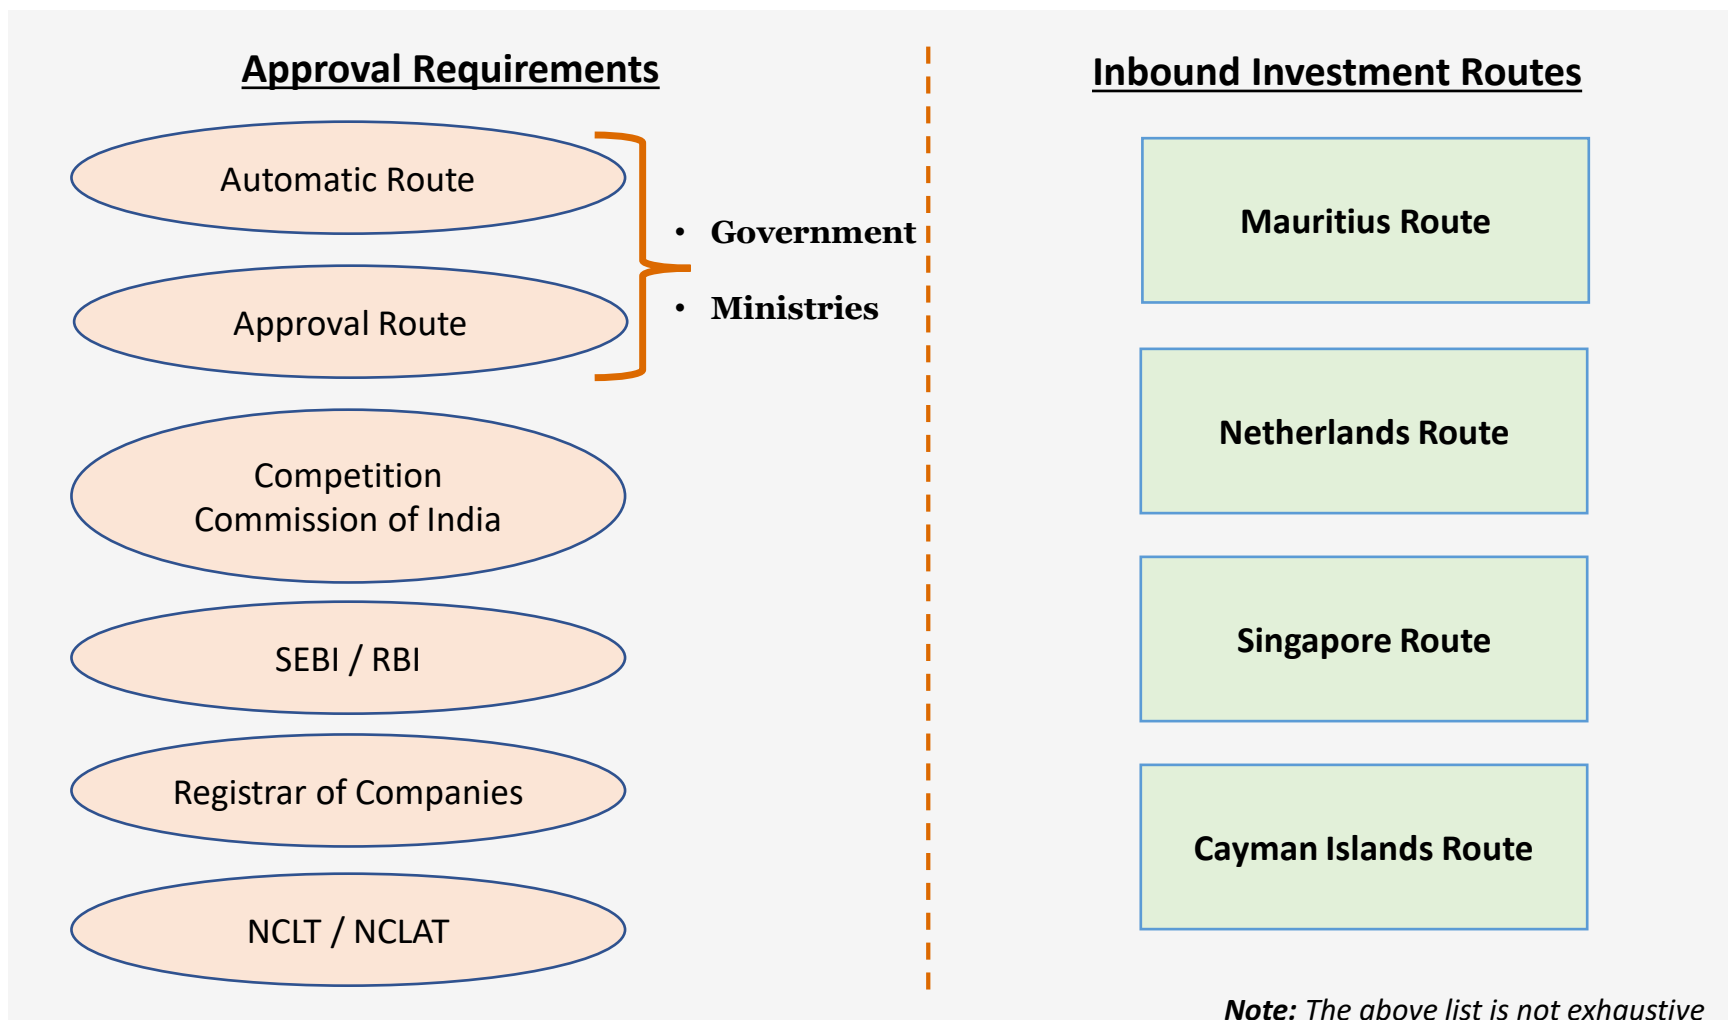 Approval Requirements
Automatic Route
Approval Route
• Government
• Ministries
Competition
Commission of India
SEBI / RBI
Registrar of Companies
NCLT / NCLAT
Inbound Investment Routes
Mauritius Route
Netherlands Route
Singapore Route
Cayman Islands Route
Note: The above list is not exhaustive